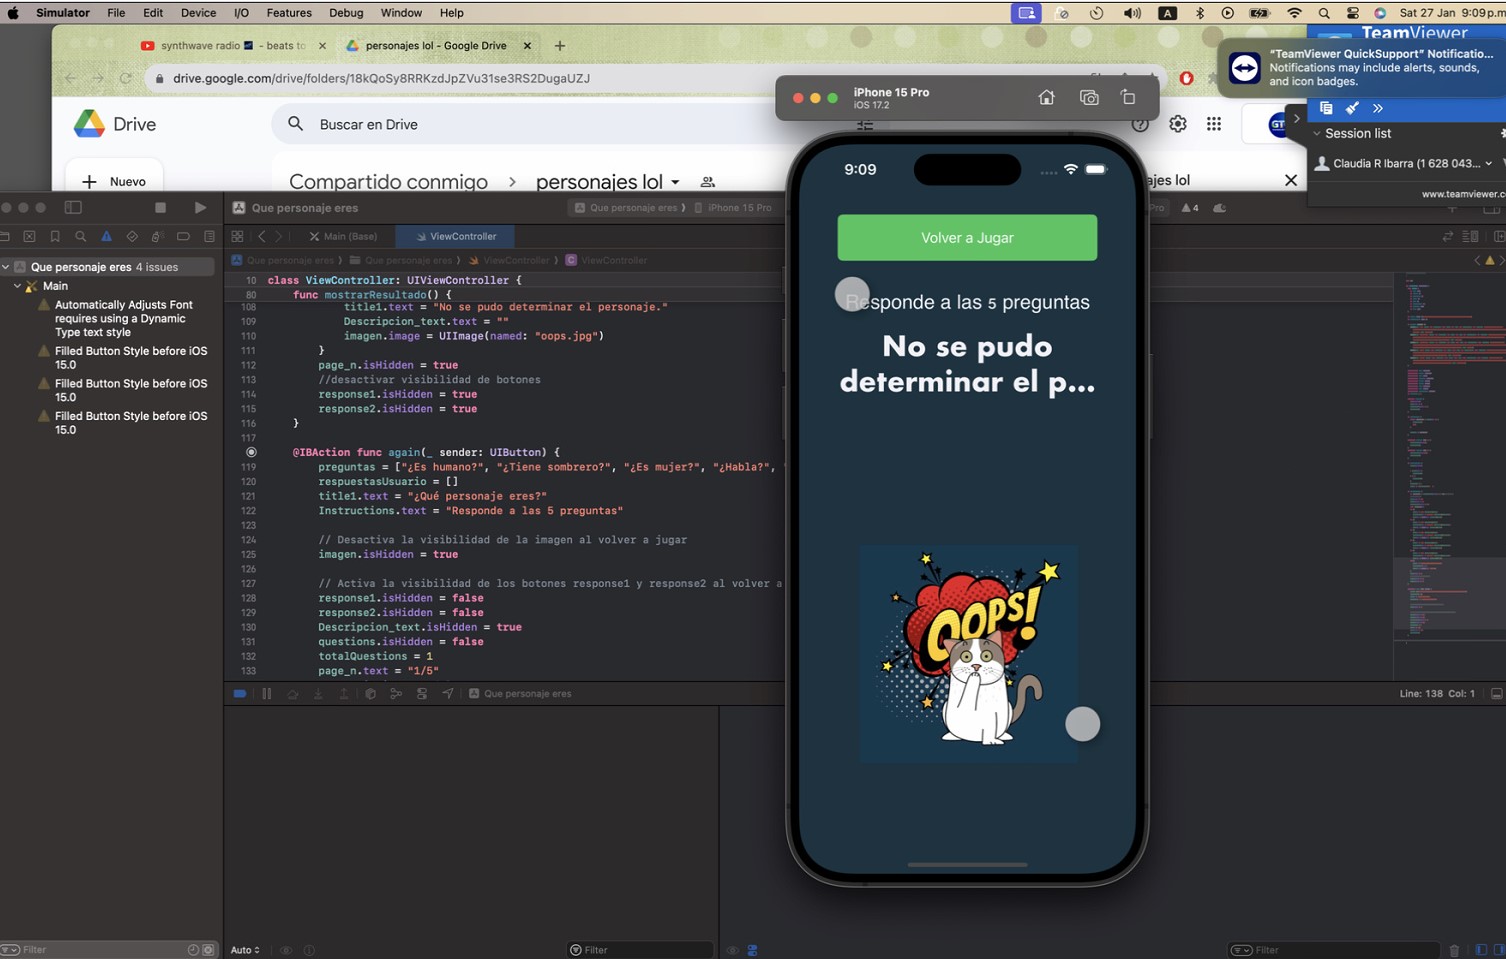 Simulator File Edit Device I/O Features Debug Window Help
A
Sat 27 Jan 9:09 p.m
synthwave radio - beats to
personajes lol - Google Drive
drive.google.com/drive/folders/18kQoSy8RRKzdJpZVu31se3RS2DugaUZJ
Drive
Buscar en Drive
Nuevo
Compartido conmigo > personajes lol
jes lol
TeamViewer
"TeamViewer QuickSupport" Notificatio...
Notifications may include alerts, sounds,
and icon badges.
Session list
Claudia R Ibarra (1 628 043...
www.teamviewer.co
iPhone 15 Pro
iOS 17.2
Que personaje eres
Que personaje eres
iPhone 15 Pro
Pro
4
Main (Base)
ViewController
Que personaje eres
Que personaje eres
ViewController
ViewController
Que personaje eres 4 issues
Main
Automatically Adjusts Font
requires using a Dynamic
Type text style
Filled Button Style before iOS
15.0
Filled Button Style before iOS
15.0
Filled Button Style before iOS
15.0
10 class ViewController: UIViewController {
80 func mostrarResultado() {
108 title1.text = "No se pudo determinar el personaje."
109 Descripcion_text.text = ""
110 imagen.image = UIImage(named: "oops.jpg")
111 }
112 page_n.isHidden = true
113 //desactivar visibilidad de botones
114 response1.isHidden = true
115 response2.isHidden = true
116 }
117
@IBAction func again(_ sender: UIButton) {
119 preguntas = ["¿Es humano?", "¿Tiene sombrero?", "¿Es mujer?", "¿Habla?",
120 respuestasUsuario = []
121 title1.text = "¿Qué personaje eres?"
122 Instructions.text = "Responde a las 5 preguntas"
123
124 // Desactiva la visibilidad de la imagen al volver a jugar
125 imagen.isHidden = true
126
127 // Activa la visibilidad de los botones response1 y response2 al volver a
128 response1.isHidden = false
129 response2.isHidden = false
130 Descripcion_text.isHidden = true
131 questions.isHidden = false
132 totalQuestions = 1
133 page_n.text = "1/5"
Que personaje eres
Line: 138 Col: 1
9:09
Volver a Jugar
Responde a las 5 preguntas
No se pudo
determinar el p...
OOPS!
Filter
Auto
Filter
Filter